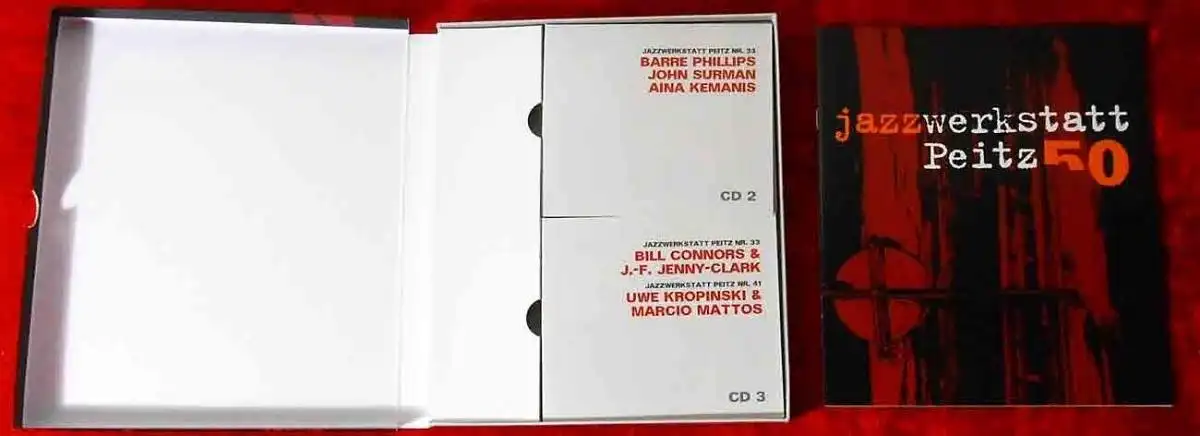 JAZZWERKSTATT PEITZ NR. 33
BARRE PHILLIPS
JOHN SURMAN
AINA KEMANIS
CD 2
JAZZWERKSTATT PEITZ NR. 33
BILL CONNORS &
J.-F. JENNY-CLARK
JAZZWERKSTATT PEITZ NR. 41
UWE KROPINSKI &
MARCIO MATTOS
CD 3
jazzwerkstatt
Peitz 50